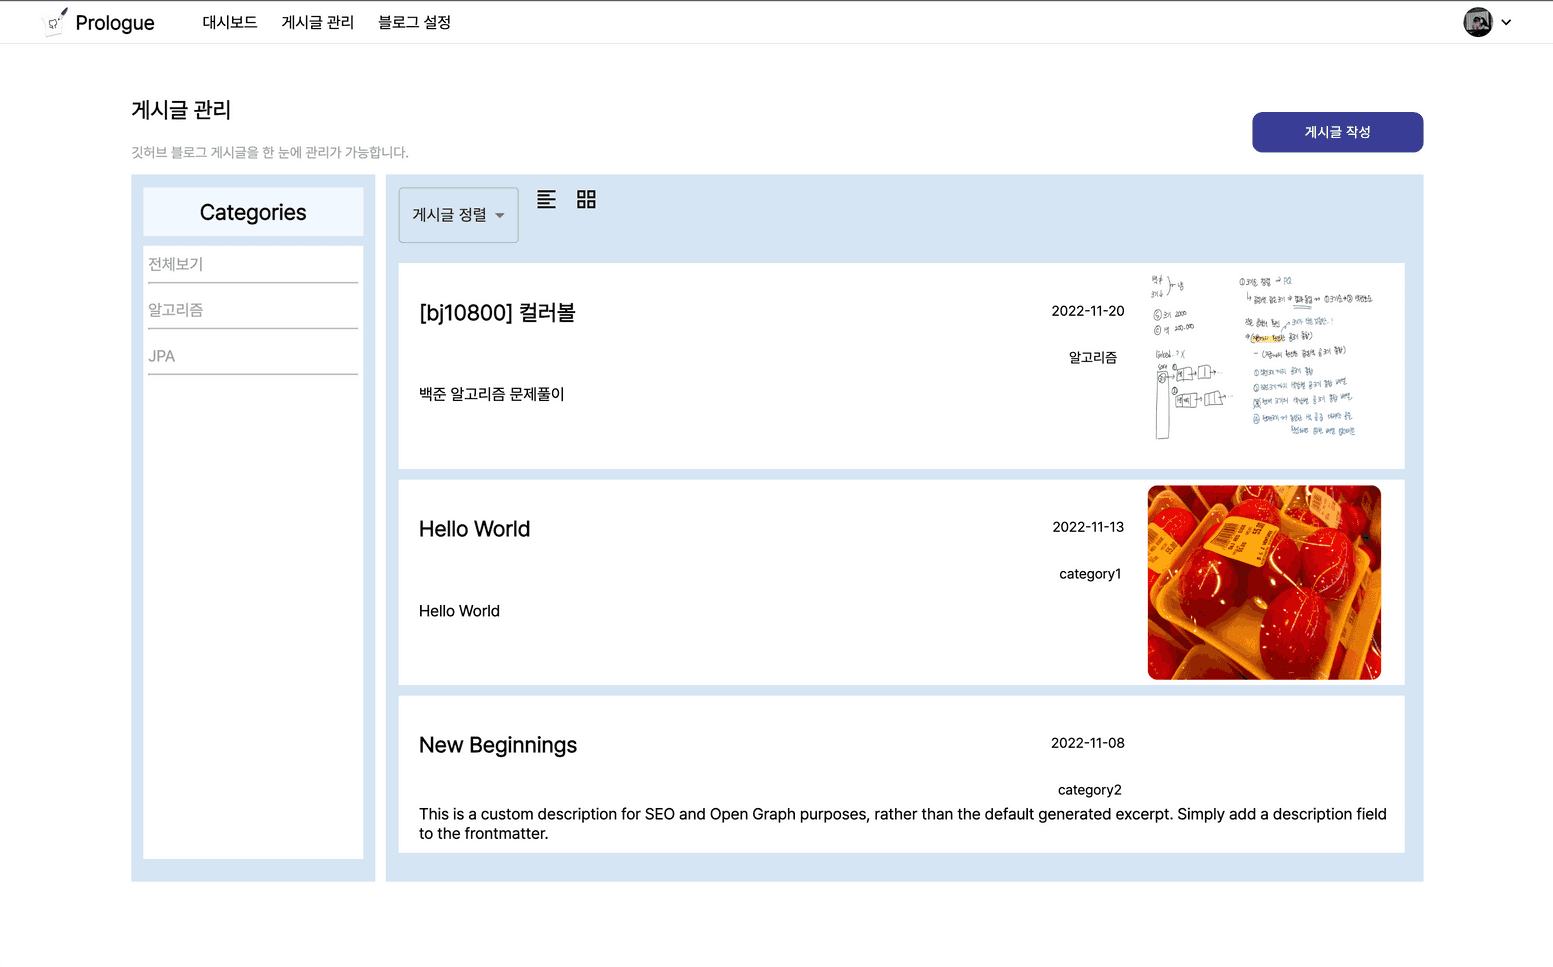 Prologue
대시보드
게시글 관리
블로그 설정
게시글 관리
깃허브 블로그 게시글을 한 눈에 관리가 가능합니다.
게시글 작성
Categories
전체보기
알고리즘
JPA
게시글 정렬
[bj10800] 컬러볼
2022-11-20
알고리즘
백준 알고리즘 문제풀이
Hello World
2022-11-13
category1
Hello World
New Beginnings
2022-11-08
category2
This is a custom description for SEO and Open Graph purposes, rather than the default generated excerpt. Simply add a description field
to the frontmatter.